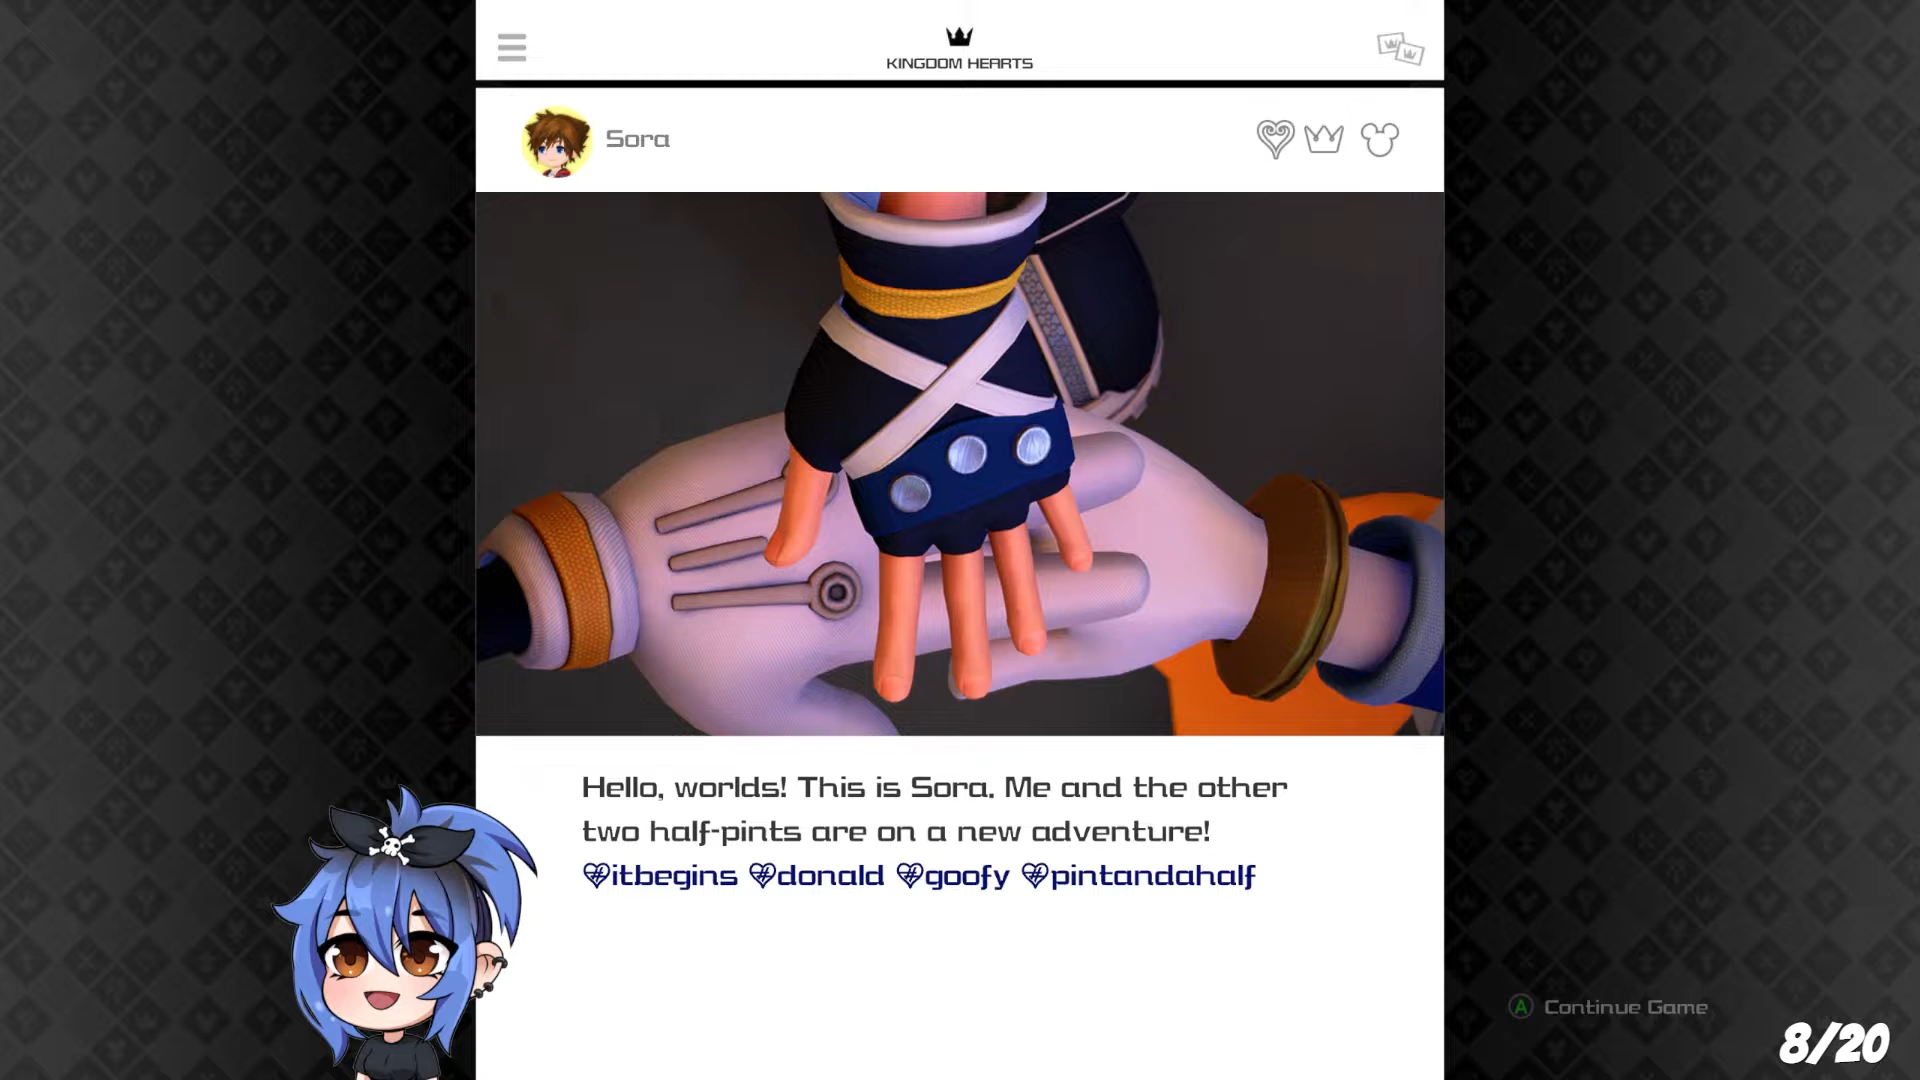 KINGDOM HEARTS
Sora
Hello, worlds! This is Sora. Me and the other
two half-pints are on a new adventure!
#itbegins #donald #goofy #pintandahalf
A Continue Game
8/20